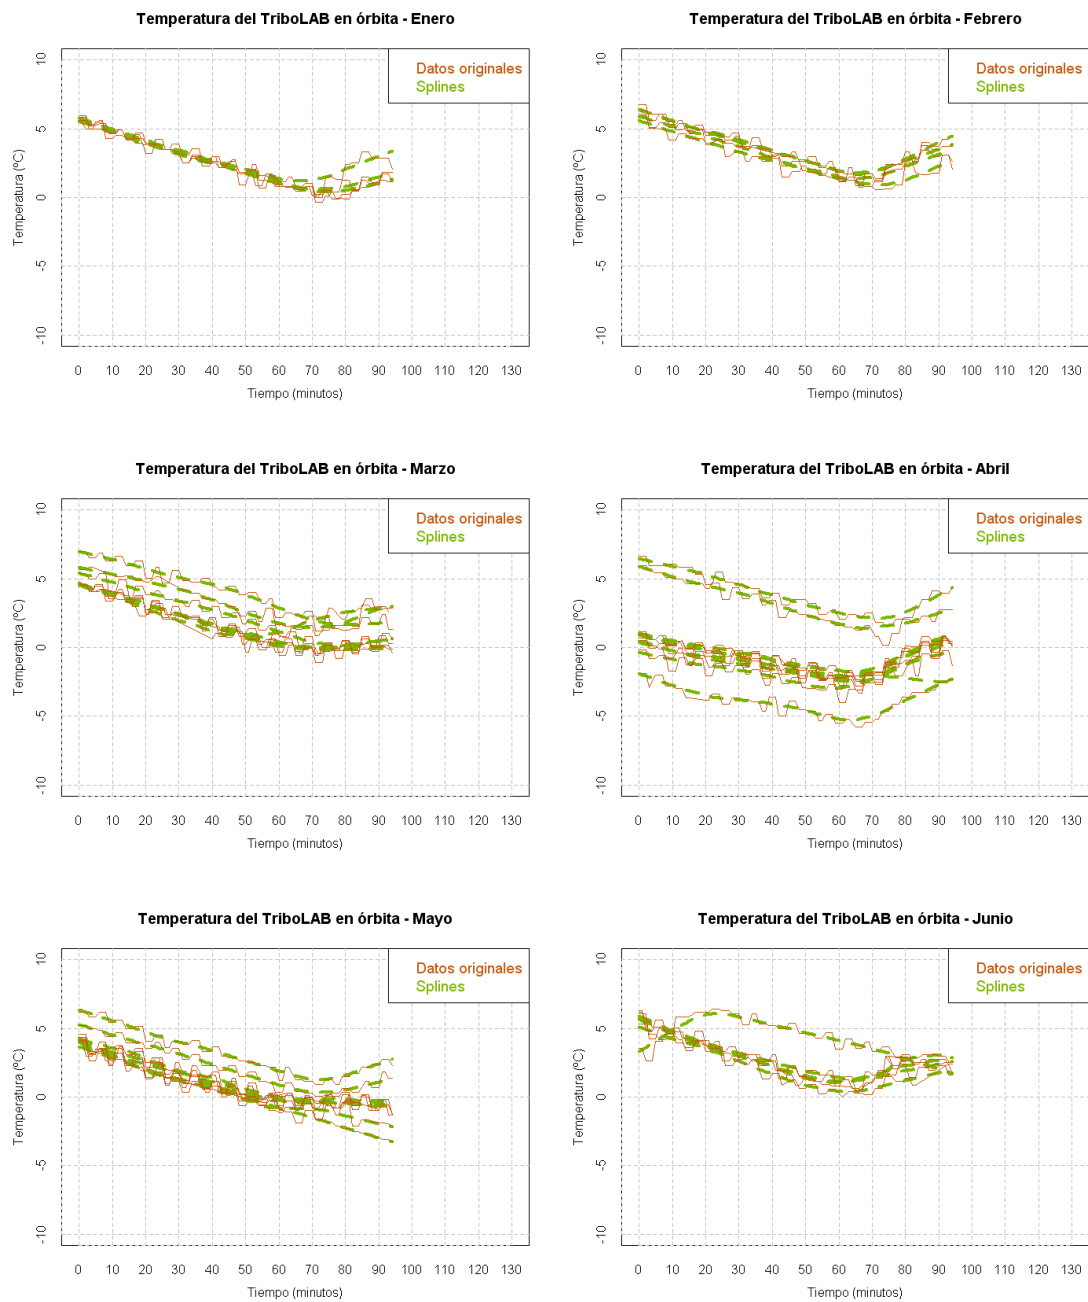 Temperatura del TriboLAB en órbita - Enero
Datos originales
Splines
10
5
0
-5
-10
Temperatura (ºC)
0 10 20 30 40 50 60 70 80 90 100 110 120 130
Tiempo (minutos)
Temperatura del TriboLAB en órbita - Febrero
Datos originales
Splines
10
5
0
-5
-10
Temperatura (ºC)
0 10 20 30 40 50 60 70 80 90 100 110 120 130
Tiempo (minutos)
Temperatura del TriboLAB en órbita - Marzo
Datos originales
Splines
10
5
0
-5
-10
Temperatura (ºC)
0 10 20 30 40 50 60 70 80 90 100 110 120 130
Tiempo (minutos)
Temperatura del TriboLAB en órbita - Abril
Datos originales
Splines
10
5
0
-5
-10
Temperatura (ºC)
0 10 20 30 40 50 60 70 80 90 100 110 120 130
Tiempo (minutos)
Temperatura del TriboLAB en órbita - Mayo
Datos originales
Splines
10
5
0
-5
-10
Temperatura (ºC)
0 10 20 30 40 50 60 70 80 90 100 110 120 130
Tiempo (minutos)
Temperatura del TriboLAB en órbita - Junio
Datos originales
Splines
10
5
0
-5
-10
Temperatura (ºC)
0 10 20 30 40 50 60 70 80 90 100 110 120 130
Tiempo (minutos)